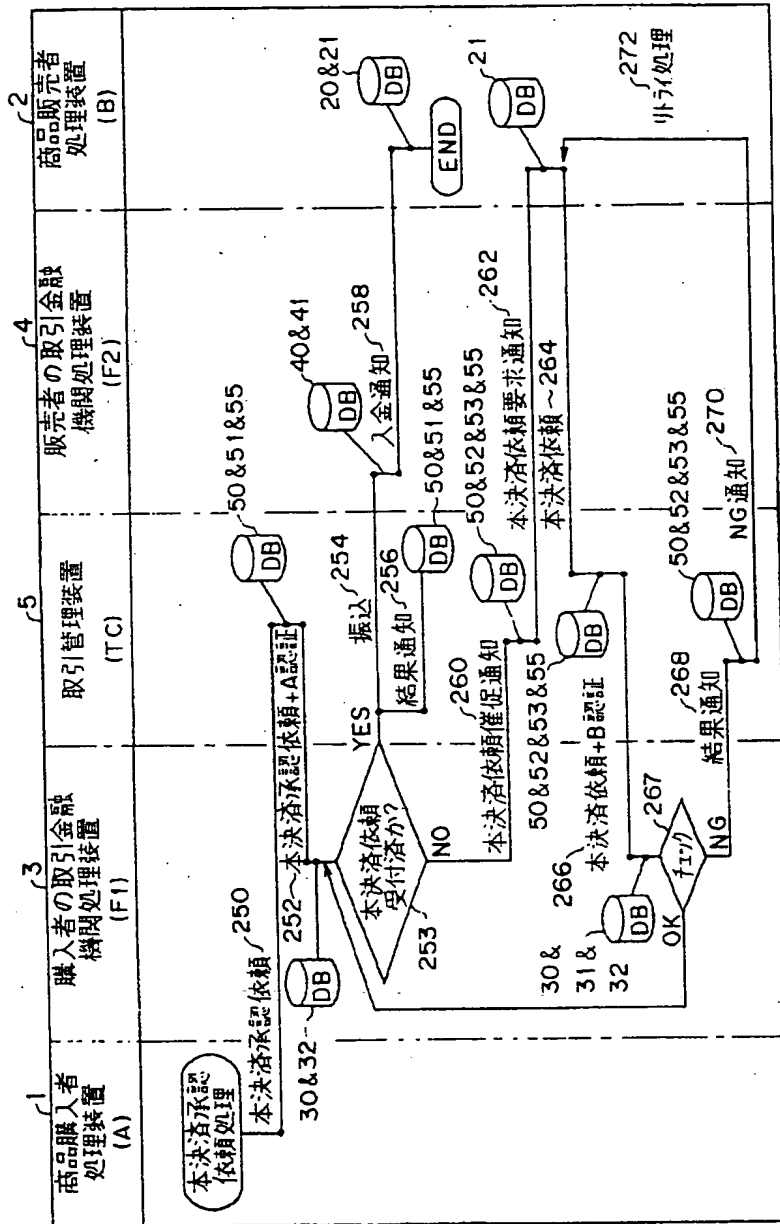 1
商品購入者
処理装置
(A)
3
購入者の取引金融
機関処理装置
(F1)
5
取引管理装置
(TC)
4
販売者の取引金融
機関処理装置
(F2)
2
商品販売者
処理装置
(B)
本決済承認
依頼処理
本決済承認依頼 250
DB
50&51&55
252 本決済承認依頼+A認証
DB
30&32
本決済依頼
受付済か?
253
YES
振込 254
結果通知 256
DB
50&51&55
DB
40&41
入金通知 258
DB
20&21
END
NO
本決済依頼催促通知 260
DB
50&52&53&55
本決済依頼要求通知 262
DB
21
本決済依頼~264
DB
50&52&53&55
266 本決済依頼+B認証
DB
30&
31&
32
チェック
267
OK
NG
結果通知 268
DB
50&52&53&55
NG通知 270
272
リトライ処理